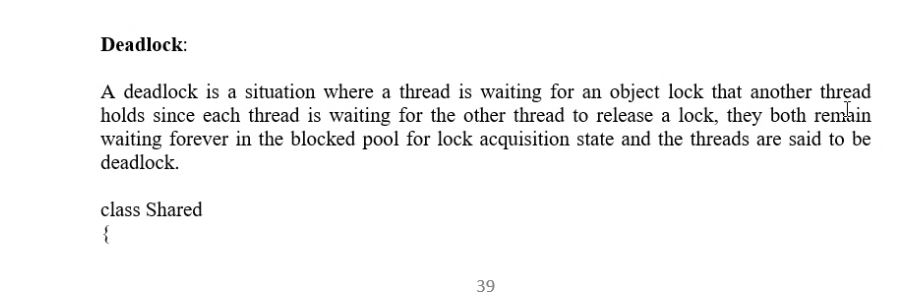 Deadlock:
A deadlock is a situation where a thread is waiting for an object lock that another thread
holds since each thread is waiting for the other thread to release a lock, they both remain
waiting forever in the blocked pool for lock acquisition state and the threads are said to be
deadlock.
class Shared
{
39